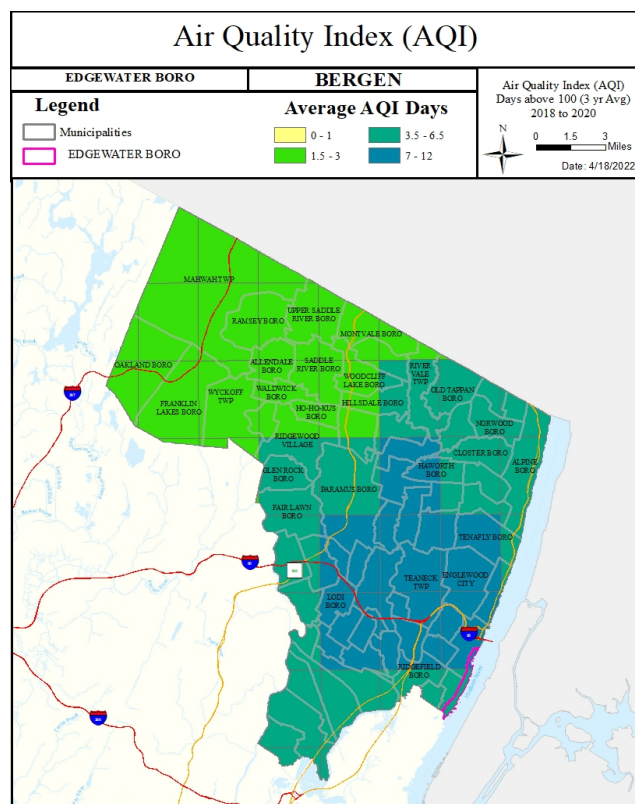 Air Quality Index (AQI)
EDGEWATER BORO
BERGEN
Legend
Municipalities
EDGEWATER BORO
Average AQI Days
0 - 1
1.5 - 3
3.5 - 6.5
7 - 12
Air Quality Index (AQI)
Days above 100 (3 yr Avg)
2018 to 2020
N
0 1.5 3
Miles
Date: 4/18/2022
MAHWAH TWP
RAMSEY BORO
UPPER SADDLE
RIVER BORO
MONTVALE BORO
OAKLAND BORO
ALLENDALE
BORO
SADDLE
RIVER BORO
WOODCLIFF
LAKE BORO
RIVER
VALE
TWP
OLD TAPPAN
BORO
FRANKLIN
LAKES BORO
WYCKOFF
TWP
WALDWICK
BORO
HO-HO-KUS
BORO
HILLSDALE BORO
NORWOOD
BORO
RIDGEWOOD
VILLAGE
CLOSTER BORO
ALPINE
BORO
HAWORTH
BORO
GLEN ROCK
BORO
PARAMUS BORO
FAIR LAWN
BORO
TENAFLY BORO
TEANECK
TWP
ENGLEWOOD
CITY
LODI
BORO
RIDGEFIELD
BORO
287
80